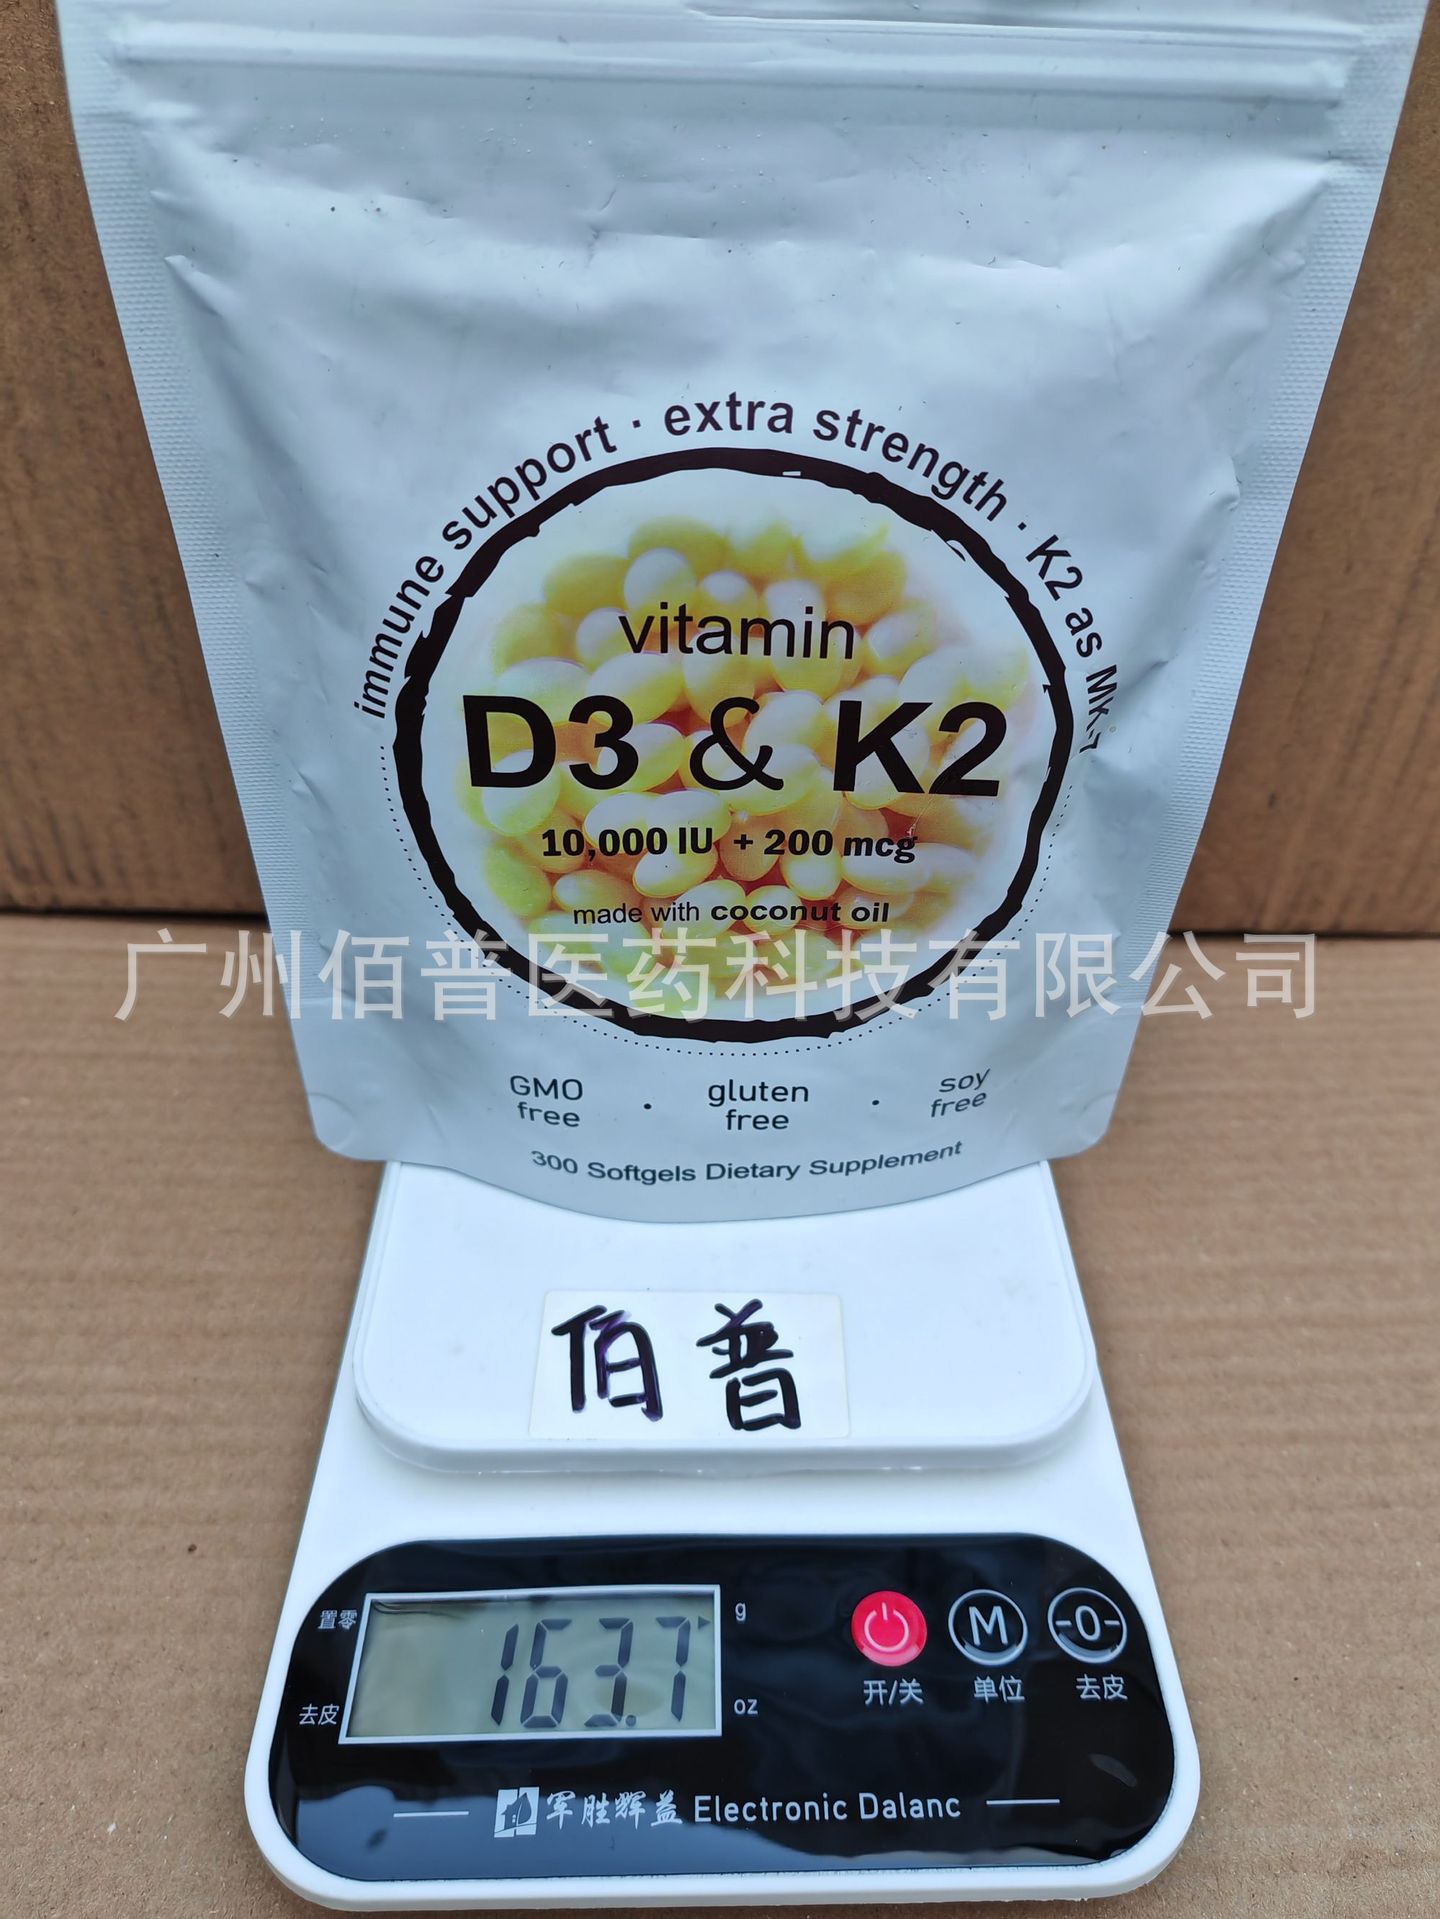 immune support · extra strength · K2 as MK-7
vitamin
D3 & K2
10,000 IU + 200 mcg
made with coconut oil
广州佰普医药科技有限公司
GMO free · gluten free · soy free
300 Softgels Dietary Supplement
佰普
置零 g
163.7
去皮 oz
M -0-
开/关 单位 去皮
军胜辉益 Electronic Dalanc